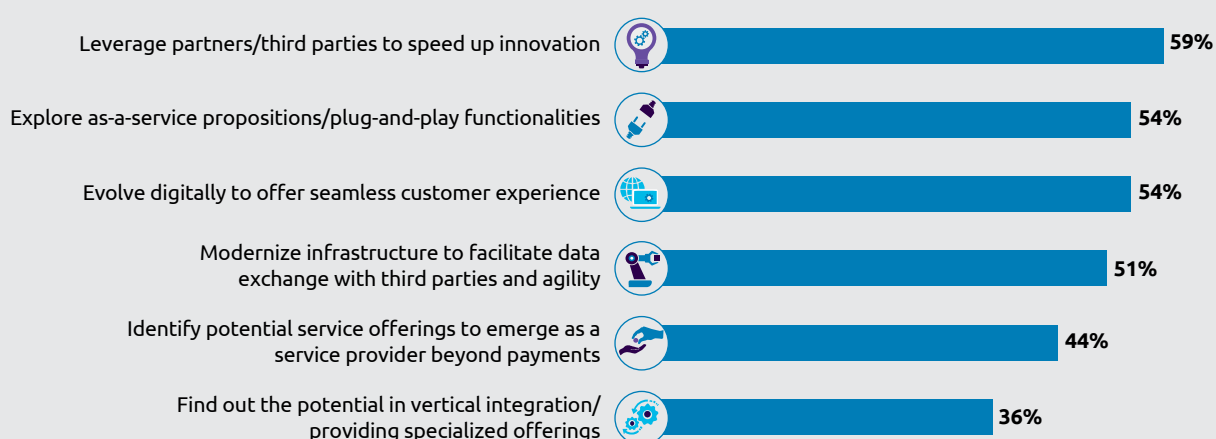 Leverage partners/third parties to speed up innovation
59%
Explore as-a-service propositions/plug-and-play functionalities
54%
Evolve digitally to offer seamless customer experience
54%
Modernize infrastructure to facilitate data
exchange with third parties and agility
51%
Identify potential service offerings to emerge as a
service provider beyond payments
44%
Find out the potential in vertical integration/
providing specialized offerings
36%